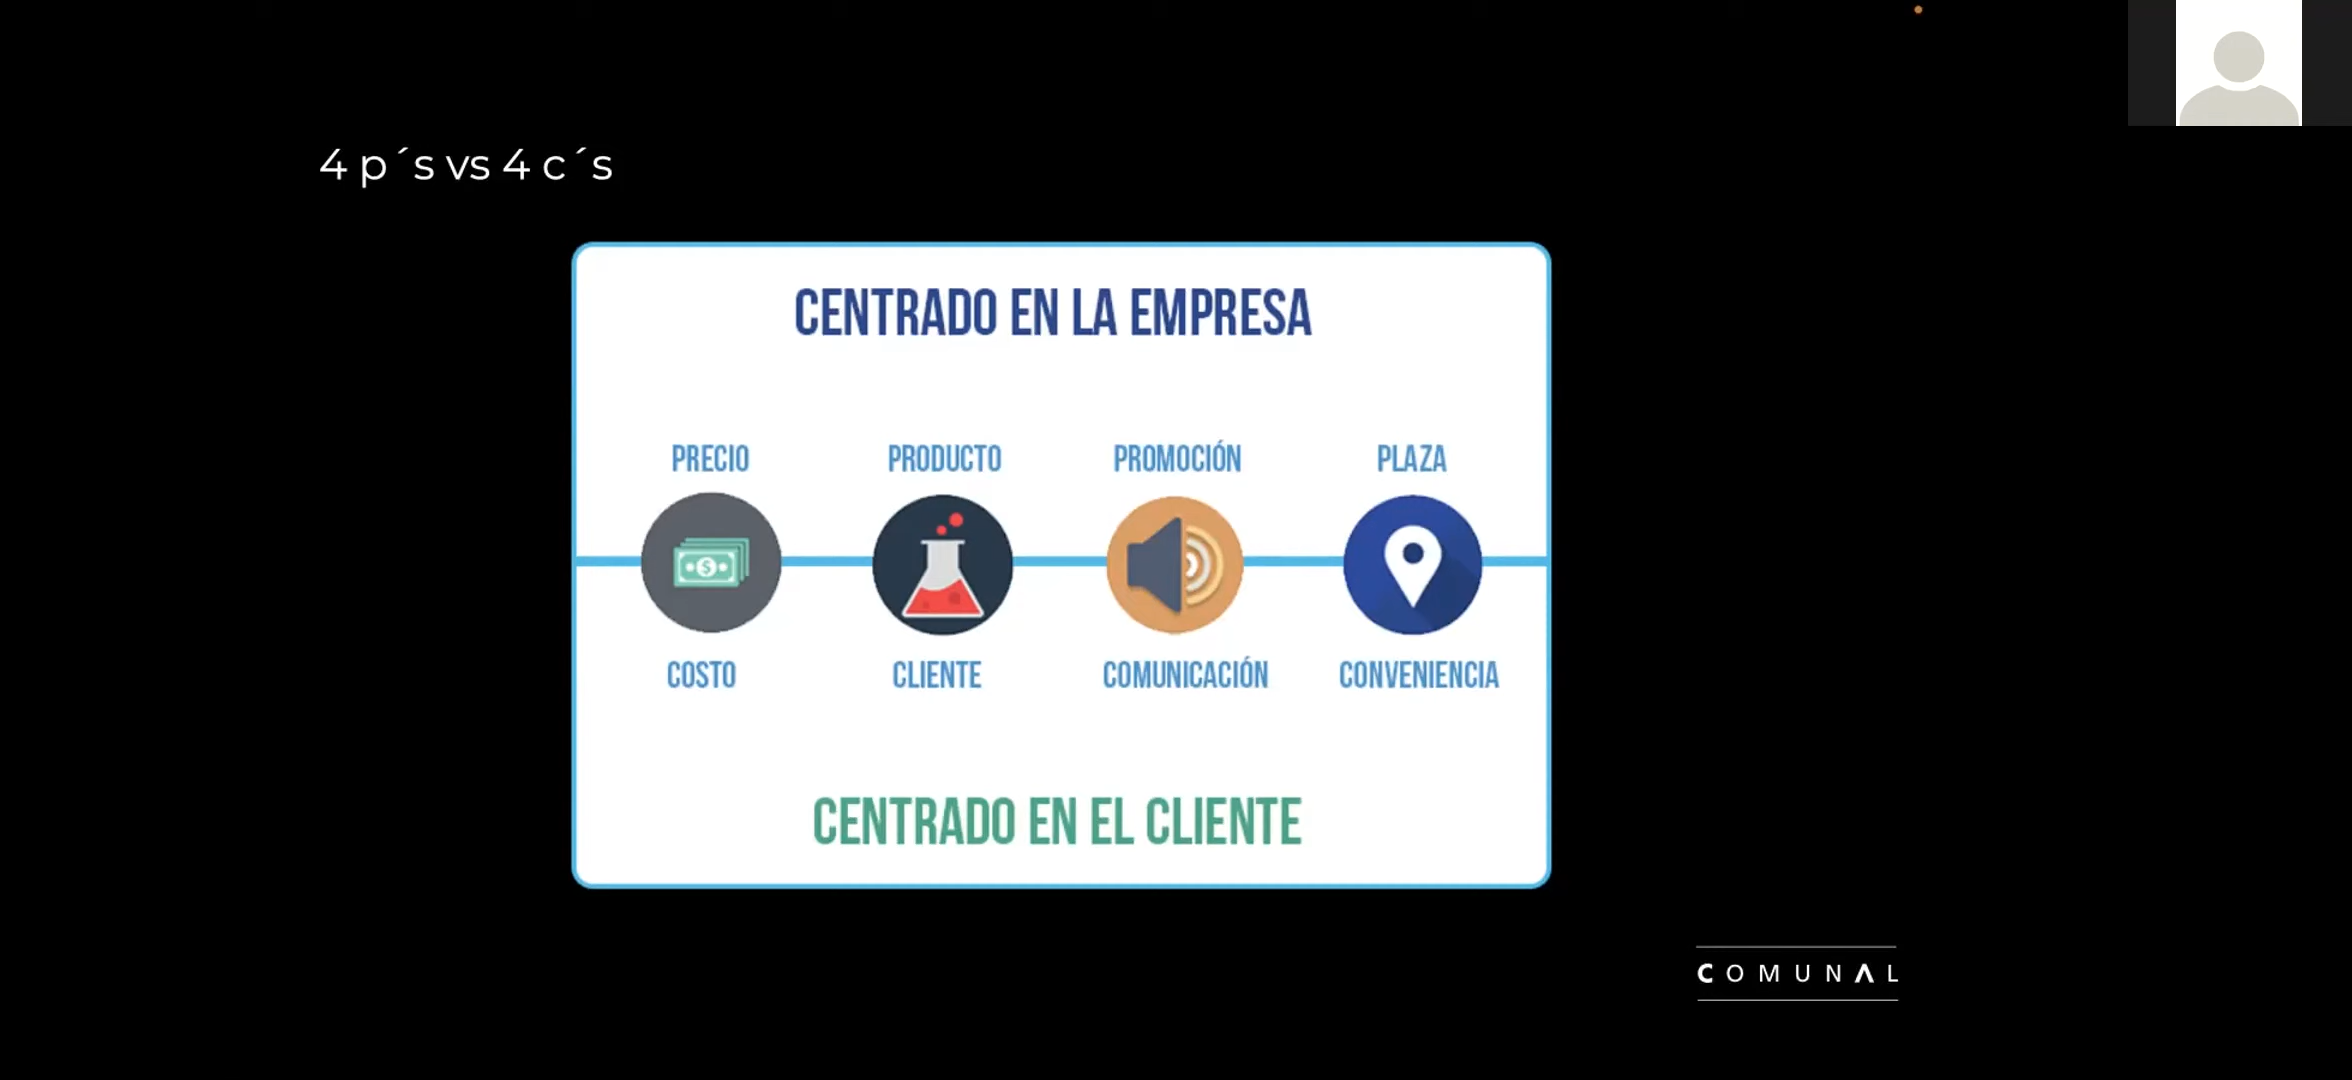 4 p´s vs 4 c´s
CENTRADO EN LA EMPRESA
PRECIO PRODUCTO PROMOCIÓN PLAZA
$
COSTO CLIENTE COMUNICACIÓN CONVENIENCIA
CENTRADO EN EL CLIENTE
COMUNAL